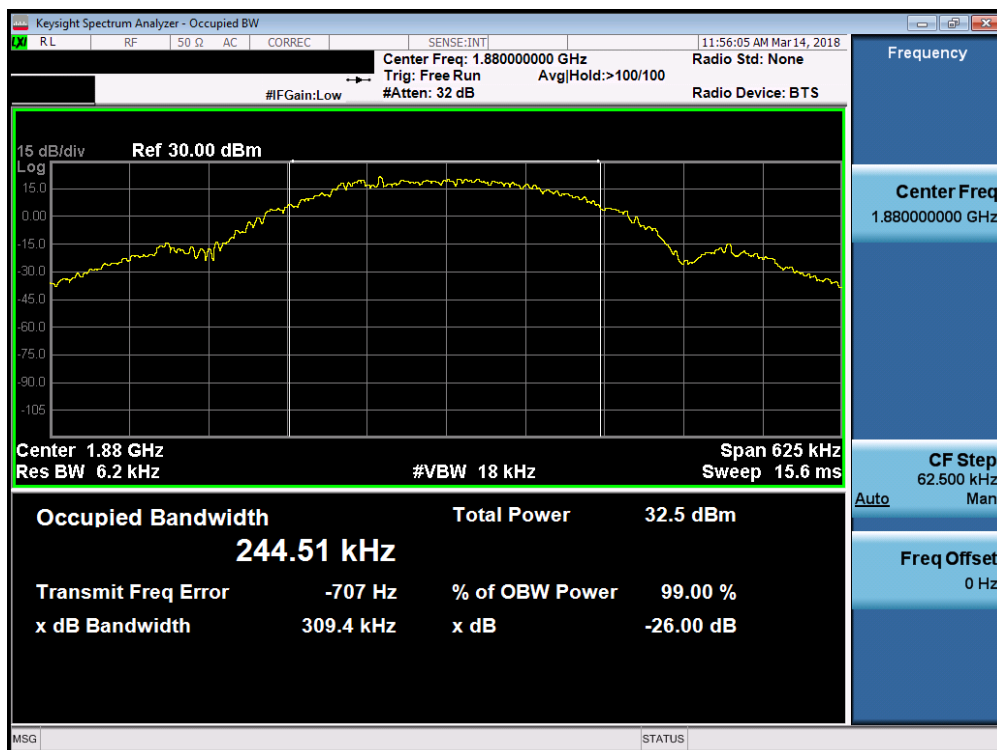 Keysight Spectrum Analyzer - Occupied BW
LXI RL RF 50 Ω AC CORREC SENSE:INT 11:56:05 AM Mar 14, 2018
Center Freq: 1.880000000 GHz Radio Std: None
Trig: Free Run Avg|Hold:>100/100
#IFGain:Low #Atten: 32 dB Radio Device: BTS
15 dB/div Ref 30.00 dBm
Log
15.0
0.00
-15.0
-30.0
-45.0
-60.0
-75.0
-90.0
-105
Center 1.88 GHz Span 625 kHz
Res BW 6.2 kHz #VBW 18 kHz Sweep 15.6 ms
Occupied Bandwidth Total Power 32.5 dBm
244.51 kHz
Transmit Freq Error -707 Hz % of OBW Power 99.00 %
x dB Bandwidth 309.4 kHz x dB -26.00 dB
Frequency
Center Freq
1.880000000 GHz
CF Step
62.500 kHz
Auto Man
Freq Offset
0 Hz
MSG STATUS